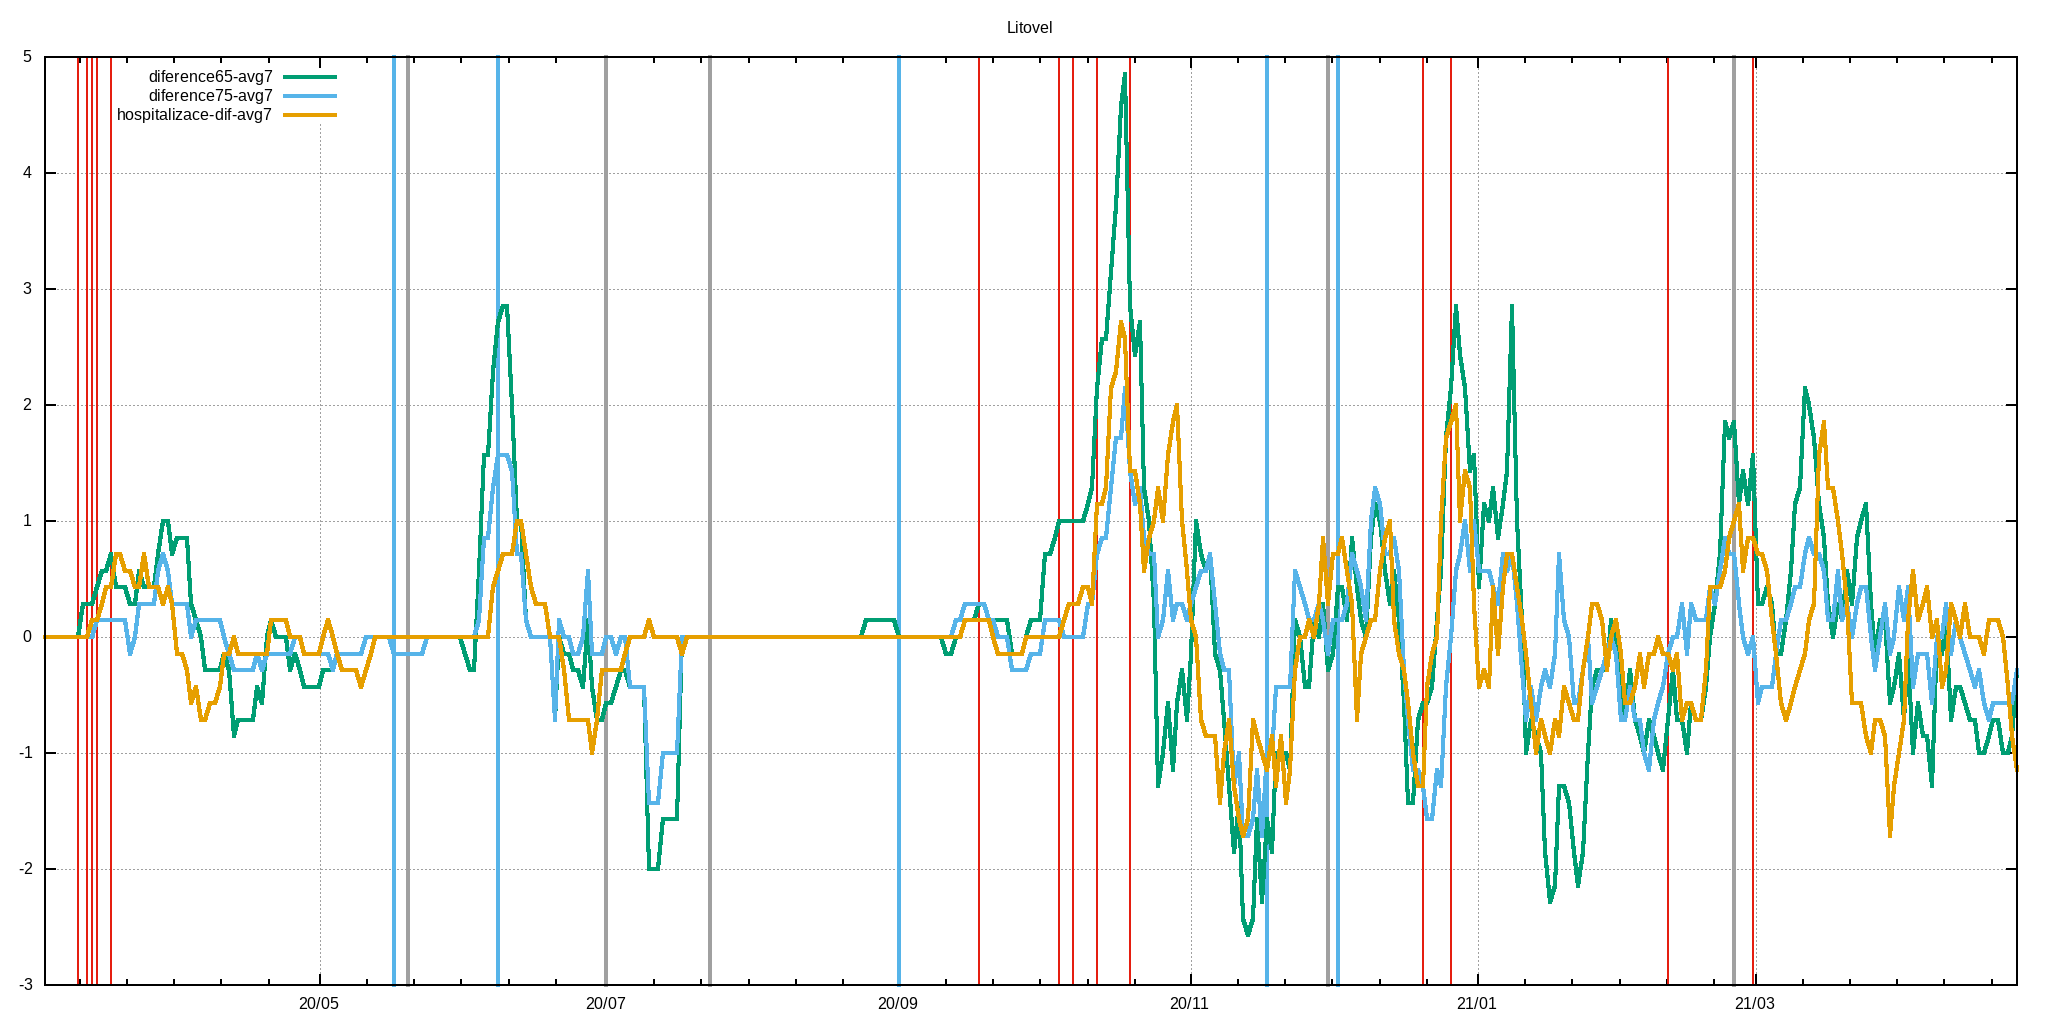 Litovel
5
diference65-avg7
diference75-avg7
hospitalizace-dif-avg7
4
3
2
1
0
-1
-2
-3
20/05 20/07 20/09 20/11 21/01 21/03